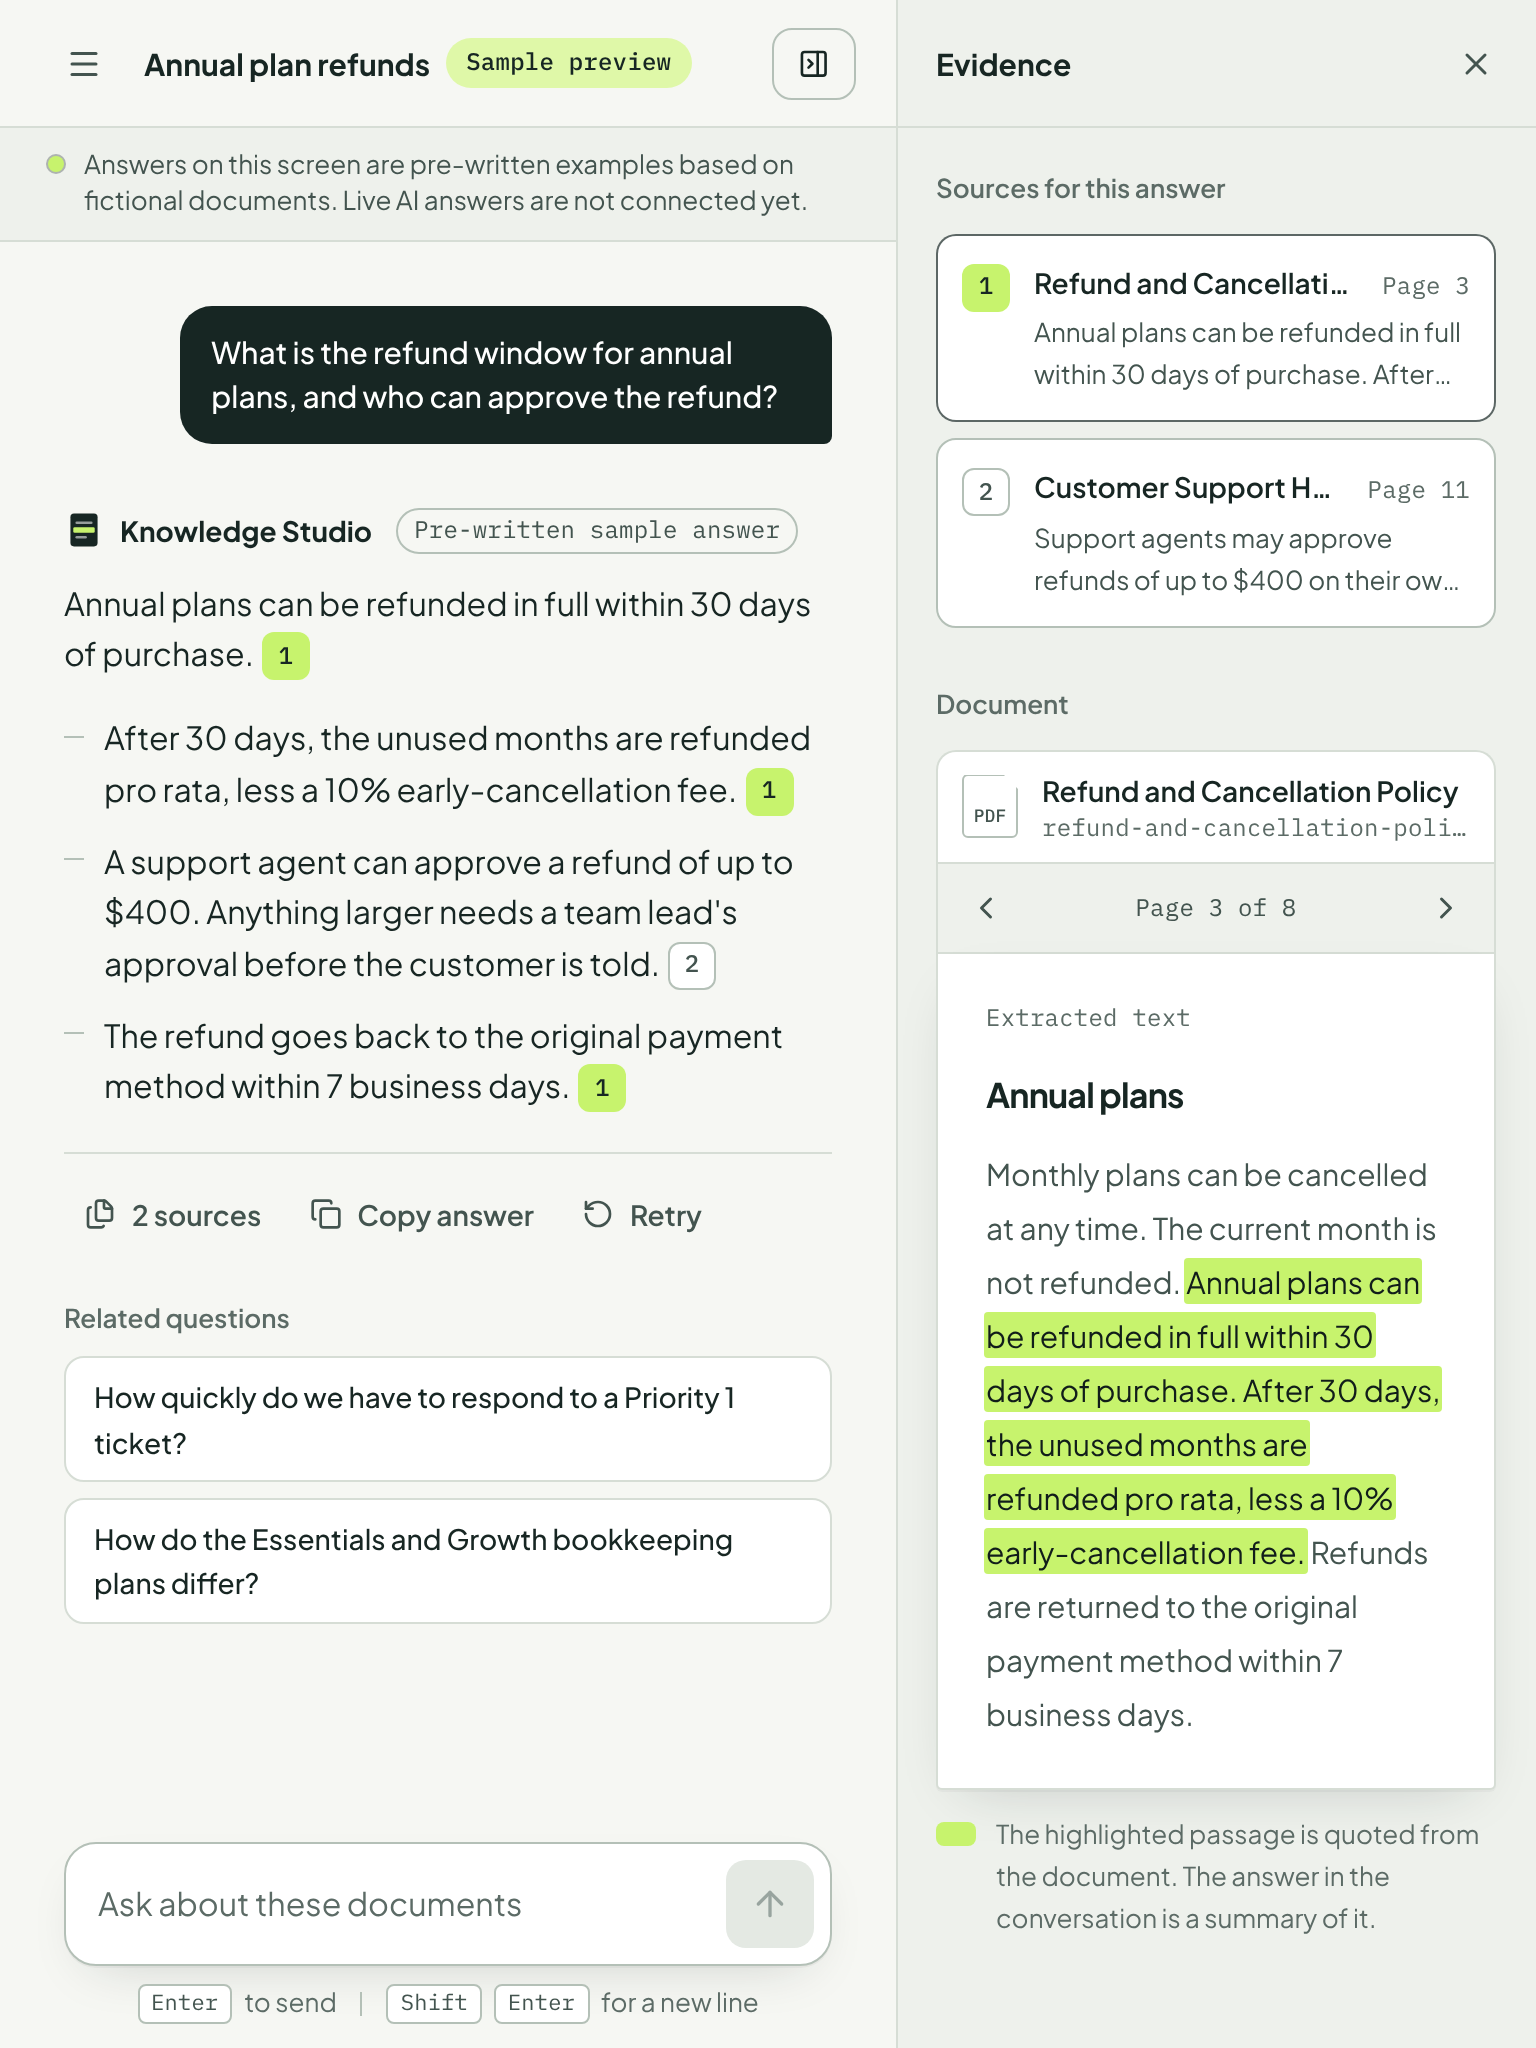 Annual plan refunds
Sample preview
Answers on this screen are pre-written examples based on
fictional documents. Live AI answers are not connected yet.
What is the refund window for annual
plans, and who can approve the refund?
Knowledge Studio
Pre-written sample answer
Annual plans can be refunded in full within 30 days
of purchase. 1
After 30 days, the unused months are refunded
pro rata, less a 10% early-cancellation fee. 1
A support agent can approve a refund of up to
$400. Anything larger needs a team lead's
approval before the customer is told. 2
The refund goes back to the original payment
method within 7 business days. 1
2 sources
Copy answer
Retry
Related questions
How quickly do we have to respond to a Priority 1
ticket?
How do the Essentials and Growth bookkeeping
plans differ?
Ask about these documents
Enter to send | Shift Enter for a new line
Evidence
Sources for this answer
1 Refund and Cancellati… Page 3
Annual plans can be refunded in full
within 30 days of purchase. After…
2 Customer Support H… Page 11
Support agents may approve
refunds of up to $400 on their ow…
Document
PDF
Refund and Cancellation Policy
refund-and-cancellation-poli…
Page 3 of 8
Extracted text
Annual plans
Monthly plans can be cancelled
at any time. The current month is
not refunded. Annual plans can
be refunded in full within 30
days of purchase. After 30 days,
the unused months are
refunded pro rata, less a 10%
early-cancellation fee. Refunds
are returned to the original
payment method within 7
business days.
The highlighted passage is quoted from
the document. The answer in the
conversation is a summary of it.